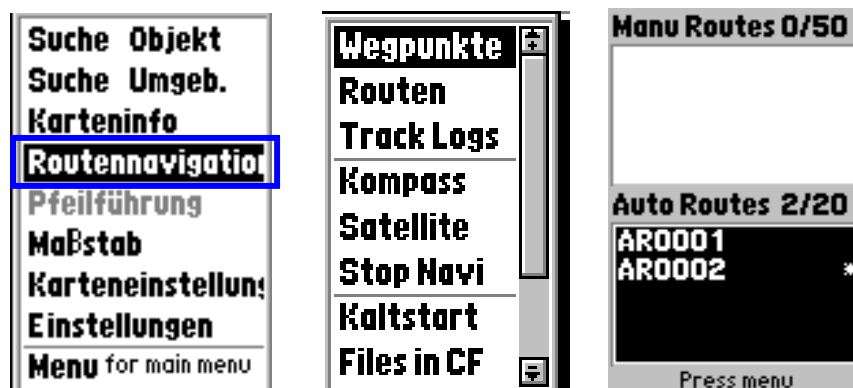 Suche Objekt
Suche Umgeb.
Karteninfo
Routennavigation
Pfeilführung
Maßstab
Karteneinstellung
Einstellungen
Menu for main menu
Wegpunkte
Routen
Track Logs
Kompass
Satellite
Stop Navi
Kaltstart
Files in CF
Manu Routes 0/50
Auto Routes 2/20
AR0001
AR0002 *
Press menu